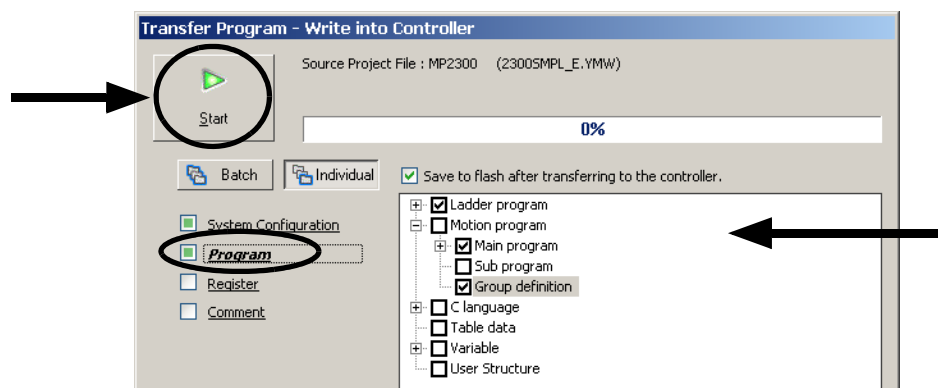 Transfer Program - Write into Controller
Source Project File : MP2300 (2300SMPL_E.YMW)
Start
0%
Batch
Individual
Save to flash after transferring to the controller.
System Configuration
Program
Register
Comment
Ladder program
Motion program
Main program
Sub program
Group definition
C language
Table data
Variable
User Structure